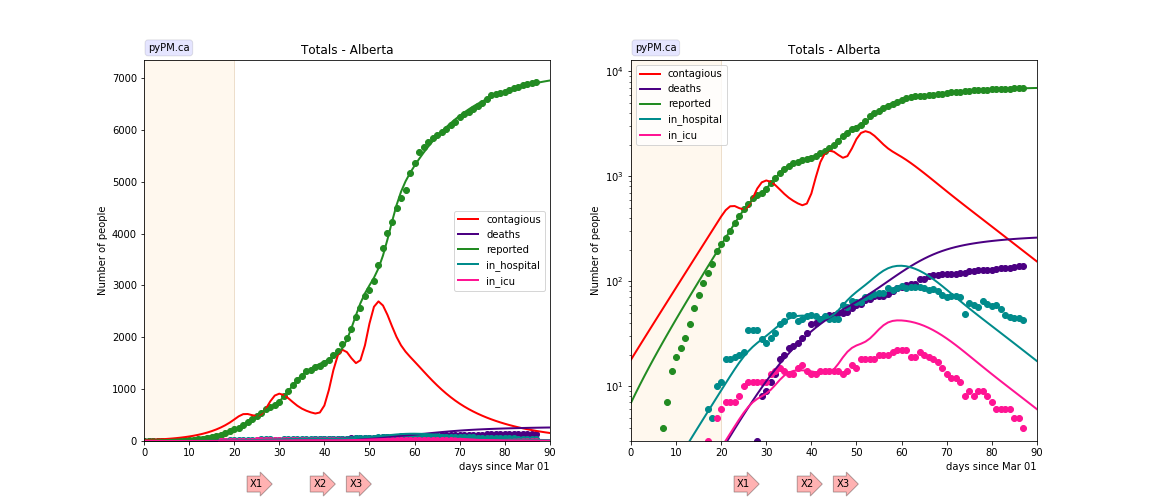 pyPM.ca
Totals - Alberta
Number of people
7000
6000
5000
4000
3000
2000
1000
0
contagious
deaths
reported
in_hospital
in_icu
0 10 20 30 40 50 60 70 80 90
days since Mar 01
X1 X2 X3
pyPM.ca
Totals - Alberta
Number of people
10⁴
10³
10²
10¹
contagious
deaths
reported
in_hospital
in_icu
0 10 20 30 40 50 60 70 80 90
days since Mar 01
X1 X2 X3